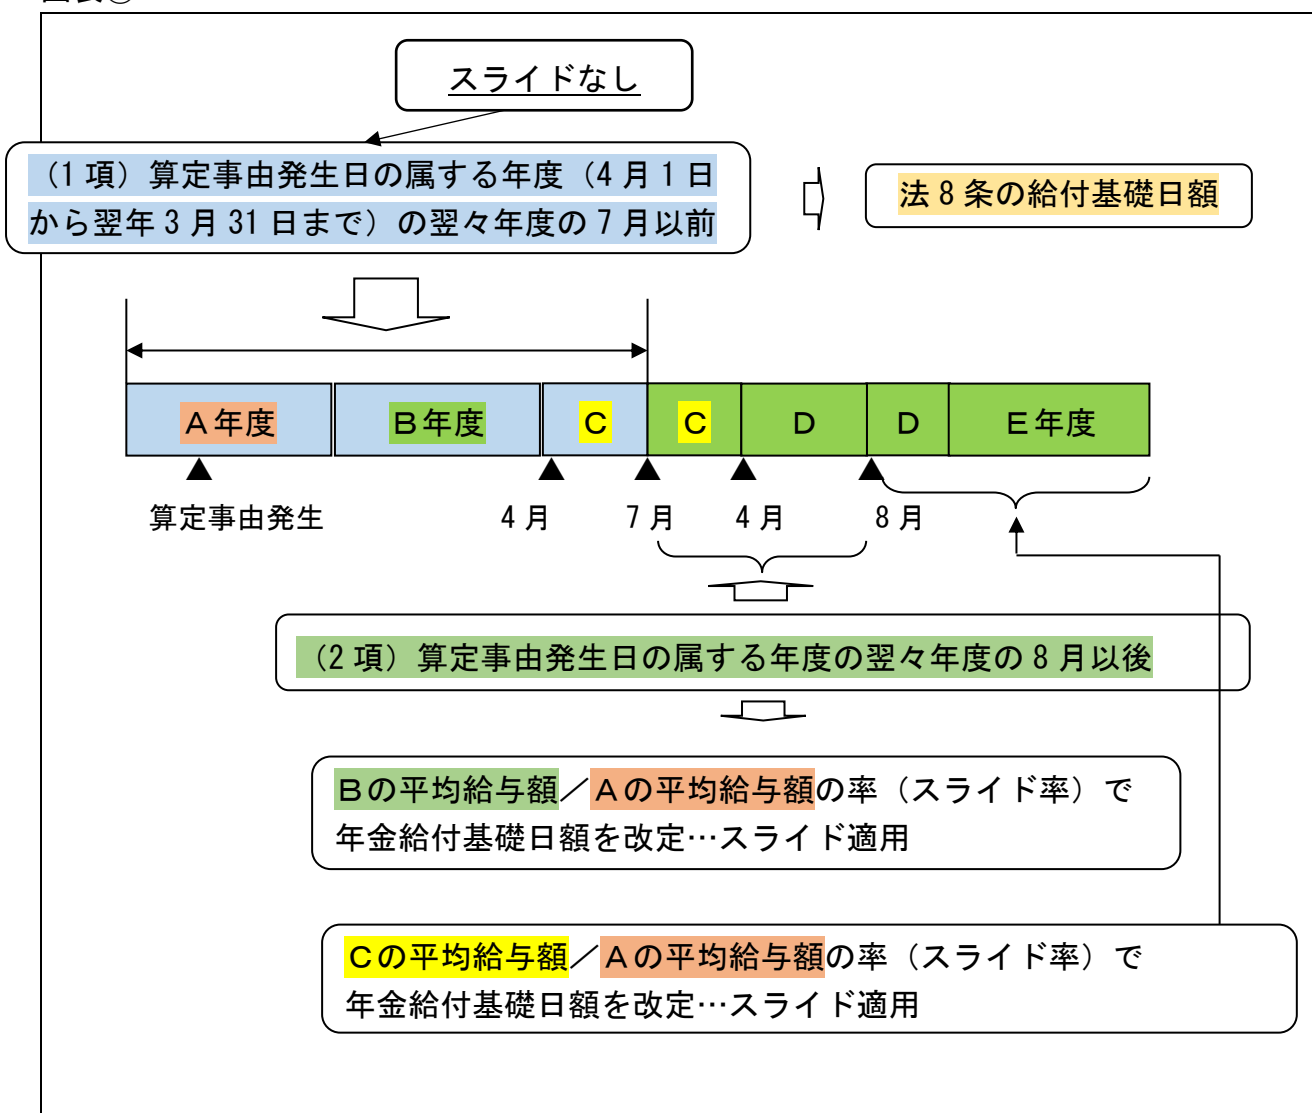 スライドなし
（1 項）算定事由発生日の属する年度（4 月 1 日
から翌年 3 月 31 日まで）の翌々年度の 7 月以前
法 8 条の給付基礎日額
Ａ年度
Ｂ年度
Ｃ
Ｃ
Ｄ
Ｄ
Ｅ年度
算定事由発生
4 月
7 月
4 月
8 月
（2 項）算定事由発生日の属する年度の翌々年度の 8 月以後
Ｂの平均給与額／Ａの平均給与額の率（スライド率）で
年金給付基礎日額を改定…スライド適用
Ｃの平均給与額／Ａの平均給与額の率（スライド率）で
年金給付基礎日額を改定…スライド適用